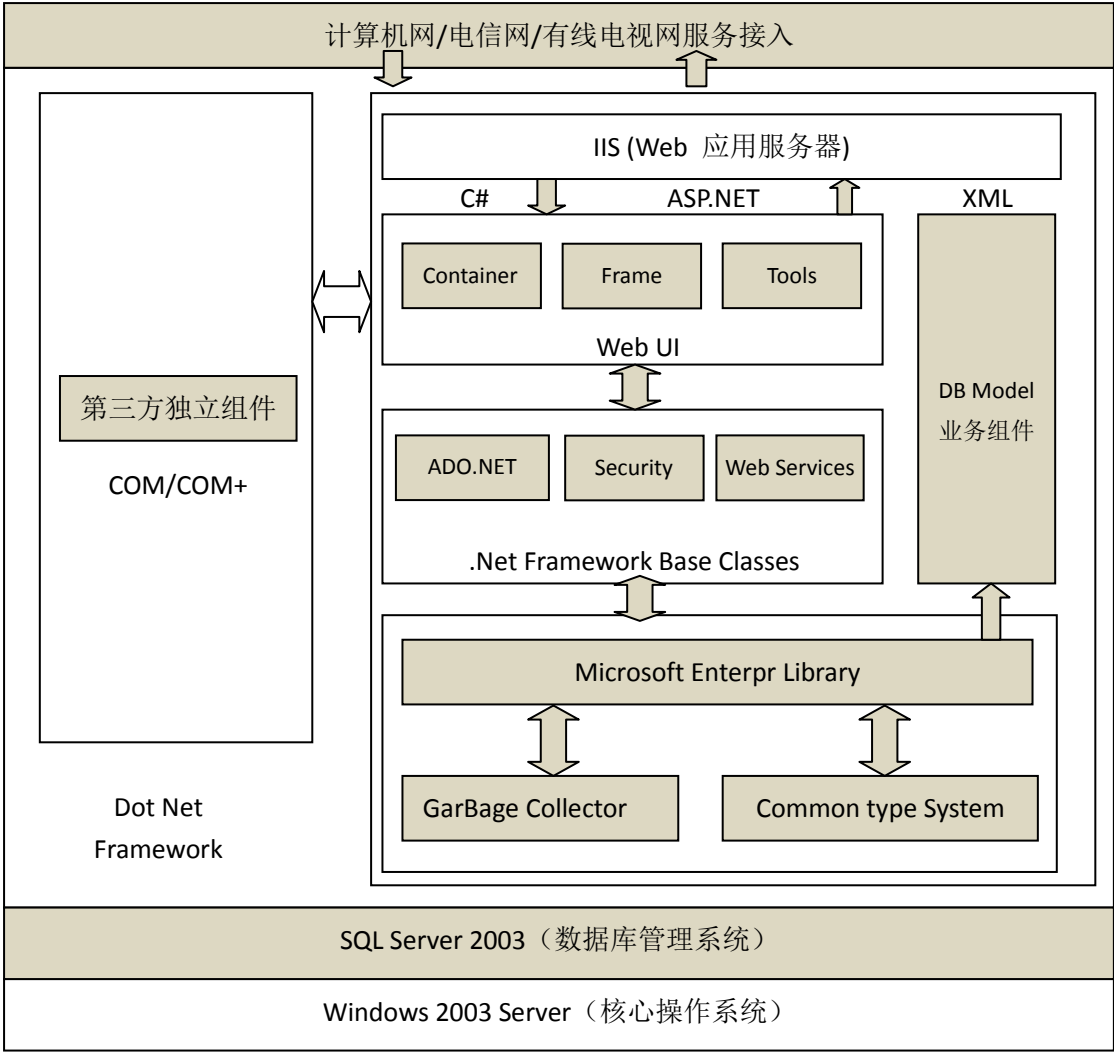 计算机网/电信网/有线电视网服务接入
IIS (Web 应用服务器)
C# ASP.NET XML
Container Frame Tools
Web UI
第三方独立组件
COM/COM+
DB Model
业务组件
ADO.NET Security Web Services
.Net Framework Base Classes
Microsoft Enterpr Library
GarBage Collector Common type System
Dot Net
Framework
SQL Server 2003（数据库管理系统）
Windows 2003 Server（核心操作系统）